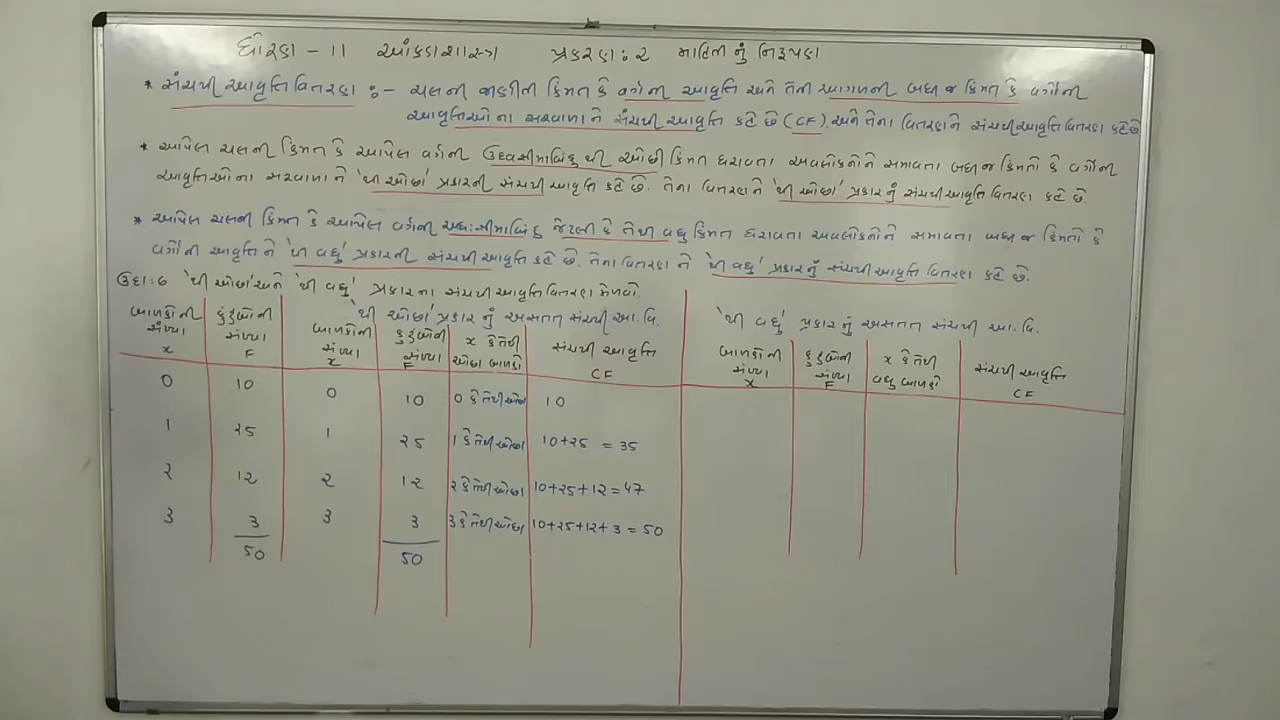 ધોરણ - 11 આંકડાશાસ્ત્ર પ્રકરણ : ૨ માહિતીનું નિરૂપણ
* સંચયી આવૃત્તિ વિતરણ :- ચલની જાણીતી કિંમત કે વર્ગની આવૃત્તિ અને તેની આગળની બધી જ કિંમત કે વર્ગોની
આવૃત્તિઓના સરવાળાને સંચયી આવૃત્તિ કહે છે (CF). અને તેના વિતરણને સંચયી આવૃત્તિ વિતરણ કહે છે
* આપેલ ચલની કિંમત કે આપેલ વર્ગની ઉર્ધ્વસીમાબિંદુ થી ઓછી કિંમત ધરાવતા અવલોકનોને સમાવતા બધા જ કિંમતો કે વર્ગોની
આવૃત્તિઓના સરવાળાને 'થી ઓછા' પ્રકારની સંચયી આવૃત્તિ કહે છે. તેના વિતરણને 'થી ઓછા' પ્રકારનું સંચયી આવૃત્તિ વિતરણ કહે છે.
* આપેલ ચલની કિંમત કે આપેલ વર્ગની અધઃસીમાબિંદુ જેટલી કે તેથી વધુ કિંમત ધરાવતા અવલોકનોને સમાવતા બધા જ કિંમતો કે
વર્ગોની આવૃત્તિ ને 'થી વધુ' પ્રકારની સંચયી આવૃત્તિ કહે છે. તેના વિતરણ ને 'થી વધુ' પ્રકારનું સંચયી આવૃત્તિ વિતરણ કહે છે.
ઉદા : ૭ 'થી ઓછા' અને 'થી વધુ' પ્રકારના સંચયી આવૃત્તિ વિતરણ મેળવો.
'થી ઓછા' પ્રકારનું અસતત સંચયી આ. વિ. 'થી વધુ' પ્રકારનું અસતત સંચયી આ. વિ.
બાળકોની કુટુંબોની બાળકોની કુટુંબોની x કે તેથી સંચયી આવૃત્તિ બાળકોની કુટુંબોની x કે તેથી સંચયી આવૃત્તિ
સંખ્યા સંખ્યા સંખ્યા સંખ્યા ઓછા બાળકો CF સંખ્યા સંખ્યા વધુ બાળકો CF
x F x F x F
0 10 0 10 0 કે તેથી ઓછા 10
1 25 1 25 1 કે તેથી ઓછા 10+25 = 35
2 12 2 12 2 કે તેથી ઓછા 10+25+12 = 47
3 3 3 3 3 કે તેથી ઓછા 10+25+12+3 = 50
50 50